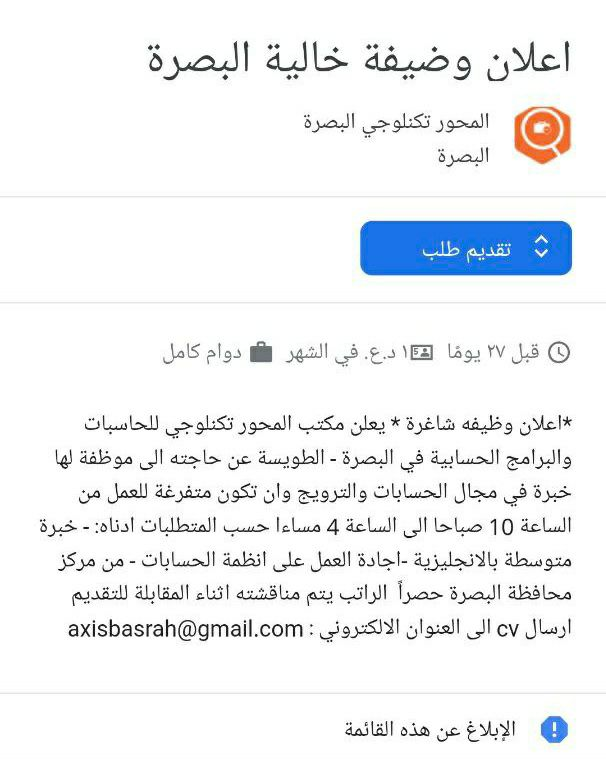 اعلان وضيفة خالية البصرة
المحور تكنلوجي البصرة
البصرة
تقديم طلب
قبل ٢٧ يومًا ١ د.ع. في الشهر دوام كامل
*اعلان وظيفه شاغرة * يعلن مكتب المحور تكنلوجي للحاسبات
والبرامج الحسابية في البصرة - الطويسة عن حاجته الى موظفة لها
خبرة في مجال الحسابات والترويج وان تكون متفرغة للعمل من
الساعة 10 صباحا الى الساعة 4 مساءا حسب المتطلبات ادناه: - خبرة
متوسطة بالانجليزية -اجادة العمل على انظمة الحسابات - من مركز
محافظة البصرة حصراً الراتب يتم مناقشته اثناء المقابلة للتقديم
ارسال cv الى العنوان الالكتروني : axisbasrah@gmail.com
الإبلاغ عن هذه القائمة